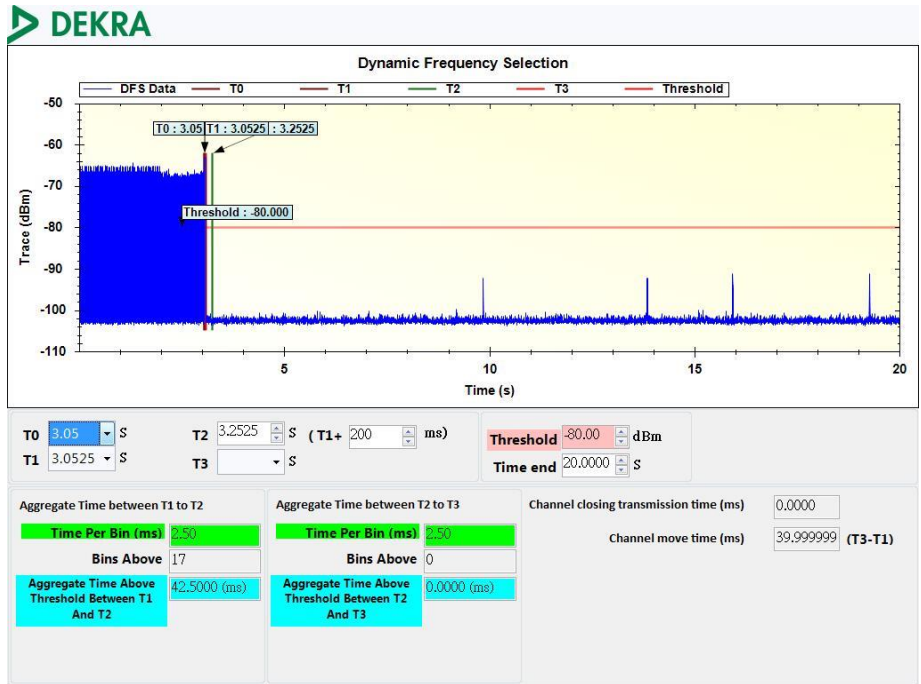 DEKRA
Dynamic Frequency Selection
DFS Data T0 T1 T2 T3 Threshold
T0 : 3.05 T1 : 3.0525 : 3.2525
Threshold : -80.000
Trace (dBm)
-50
-60
-70
-80
-90
-100
-110
5 10 15 20
Time (s)
T0 3.05 S T2 3.2525 S ( T1+ 200 ms) Threshold -80.00 dBm
T1 3.0525 S T3 S Time end 20.0000 S
Aggregate Time between T1 to T2
Time Per Bin (ms) 2.50
Bins Above 17
Aggregate Time Above
Threshold Between T1
And T2
42.5000 (ms)
Aggregate Time between T2 to T3
Time Per Bin (ms) 2.50
Bins Above 0
Aggregate Time Above
Threshold Between T2
And T3
0.0000 (ms)
Channel closing transmission time (ms) 0.0000
Channel move time (ms) 39.999999 (T3-T1)